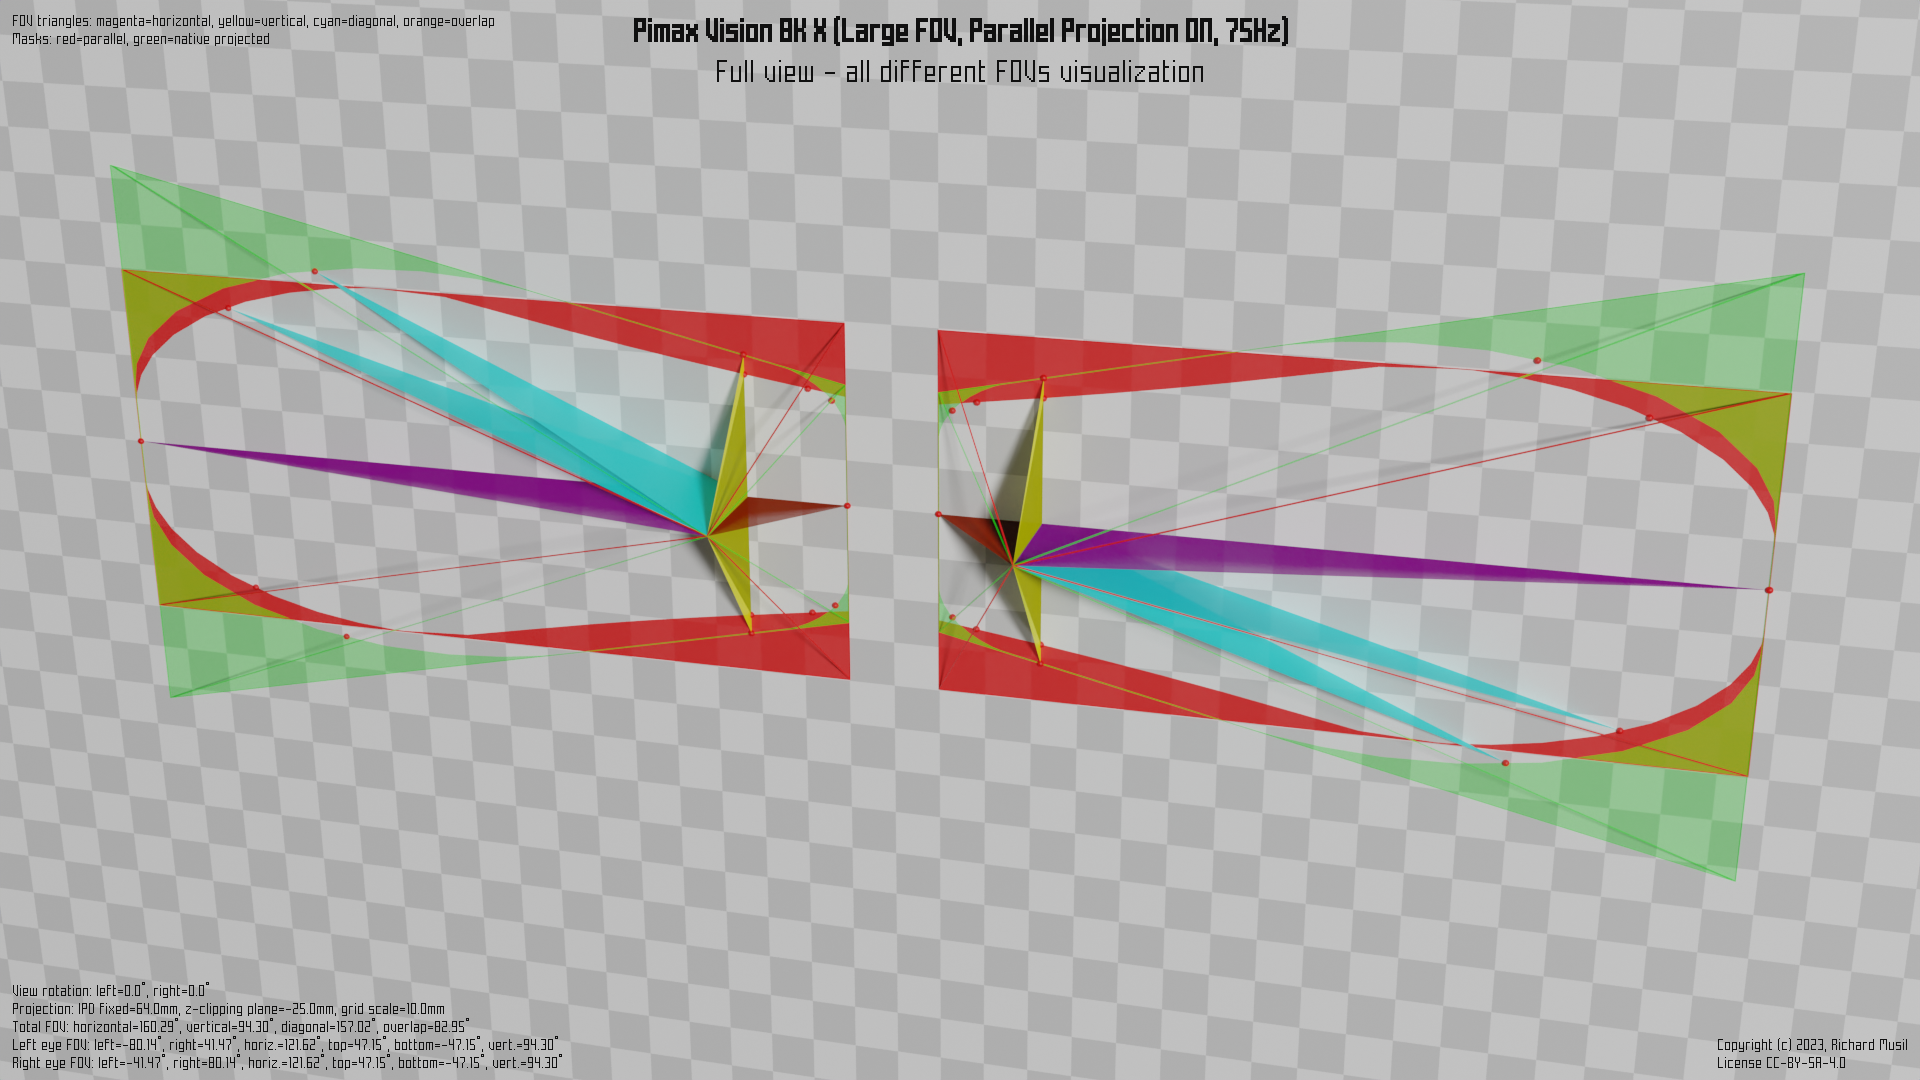 FOV triangles: magenta=horizontal, yellow=vertical, cyan=diagonal, orange=overlap
Masks: red=parallel, green=native projected
Pimax Vision 8K X (Large FOV, Parallel Projection ON, 75Hz)
Full view - all different FOVs visualization
View rotation: left=0.0°, right=0.0°
Projection: IPD fixed=64.0mm, z-clipping plane=-25.0mm, grid scale=10.0mm
Total FOV: horizontal=160.29°, vertical=94.30°, diagonal=157.02°, overlap=82.95°
Left eye FOV: left=-80.14°, right=41.47°, horiz.=121.62°, top=47.15°, bottom=-47.15°, vert.=94.30°
Right eye FOV: left=-41.47°, right=80.14°, horiz.=121.62°, top=47.15°, bottom=-47.15°, vert.=94.30°
Copyright (c) 2023, Richard Musil
License CC-BY-SA-4.0